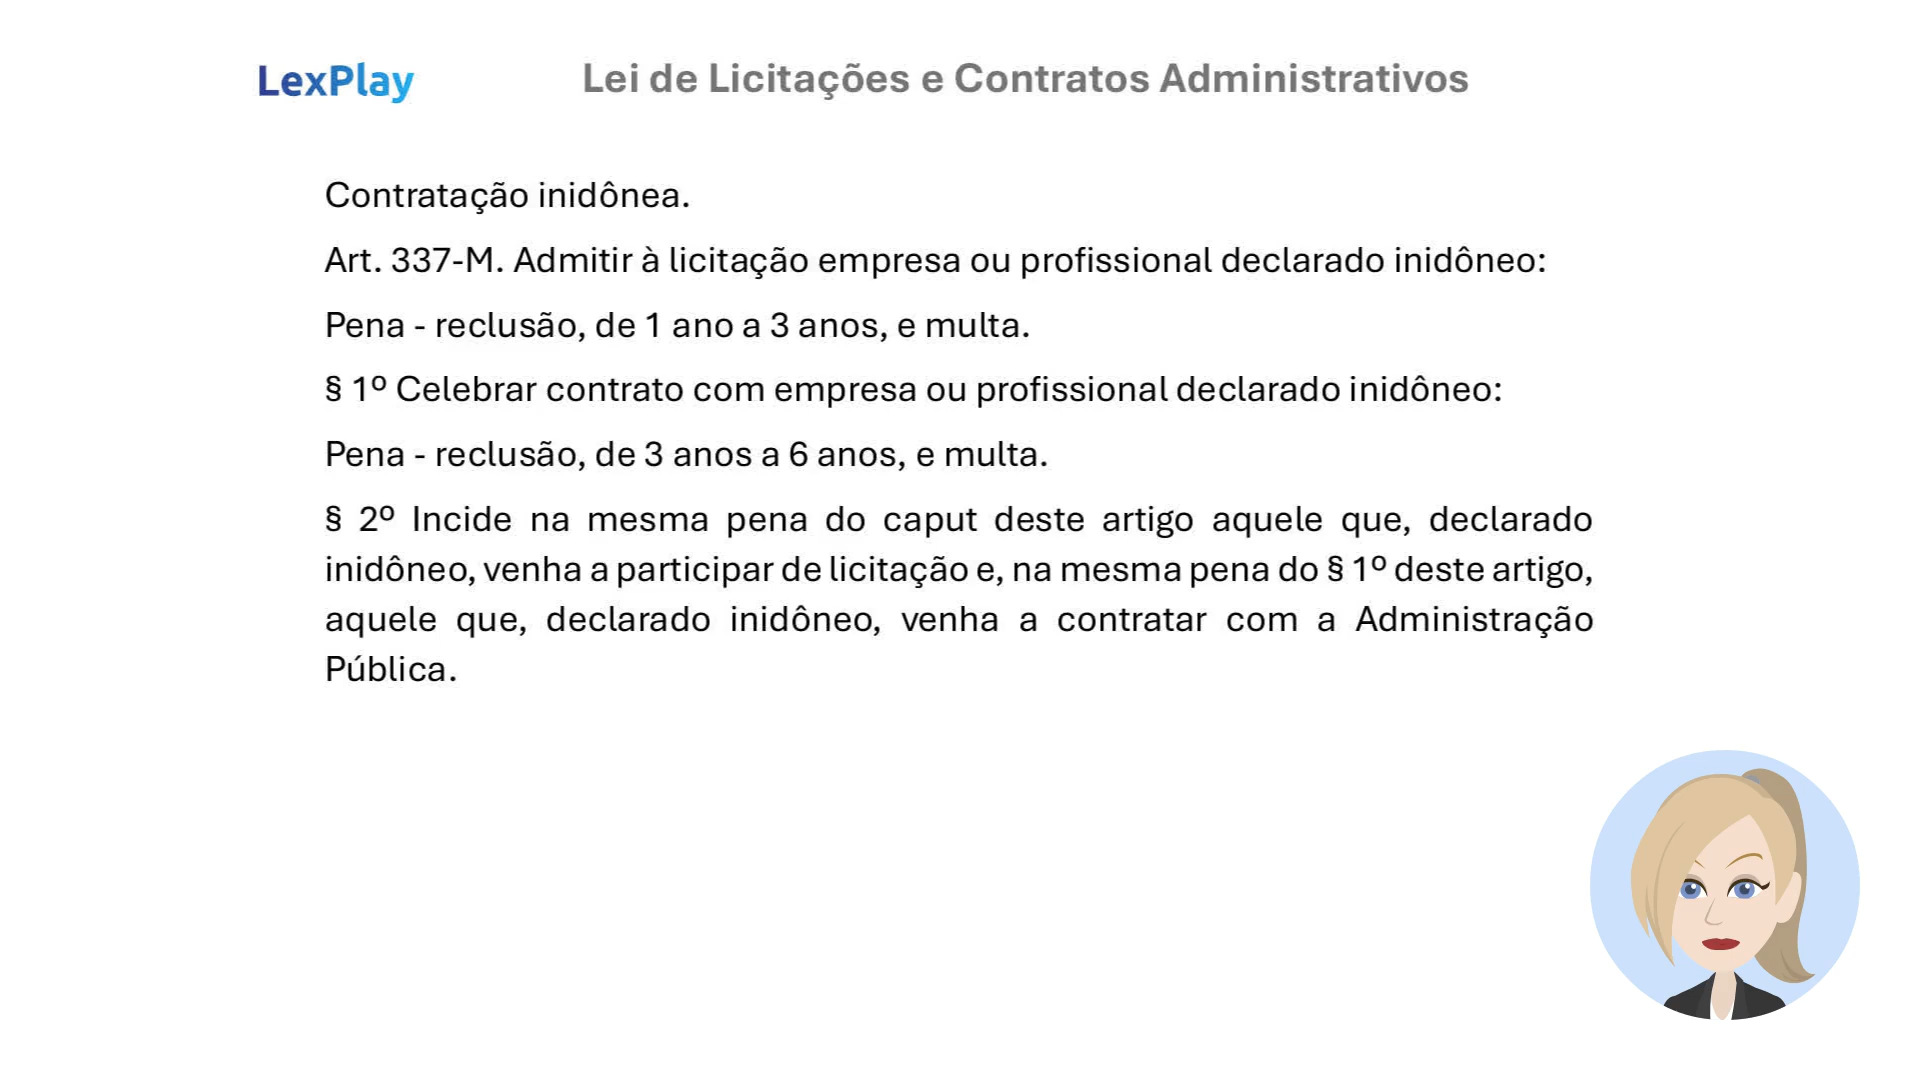 LexPlay
Lei de Licitações e Contratos Administrativos
Contratação inidônea.
Art. 337-M. Admitir à licitação empresa ou profissional declarado inidôneo:
Pena - reclusão, de 1 ano a 3 anos, e multa.
§ 1º Celebrar contrato com empresa ou profissional declarado inidôneo:
Pena - reclusão, de 3 anos a 6 anos, e multa.
§ 2º Incide na mesma pena do caput deste artigo aquele que, declarado
inidôneo, venha a participar de licitação e, na mesma pena do § 1º deste artigo,
aquele que, declarado inidôneo, venha a contratar com a Administração
Pública.